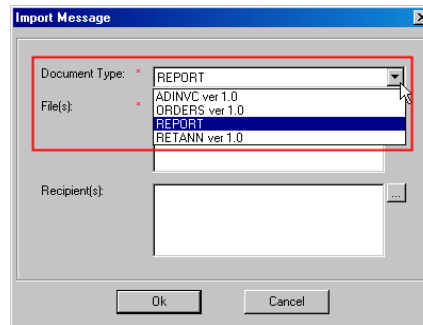 Import Message
Document Type: * REPORT
ADINVC ver 1.0
File(s): * ORDERS ver 1.0
REPORT
RETANN ver 1.0
Recipient(s): ...
Ok Cancel